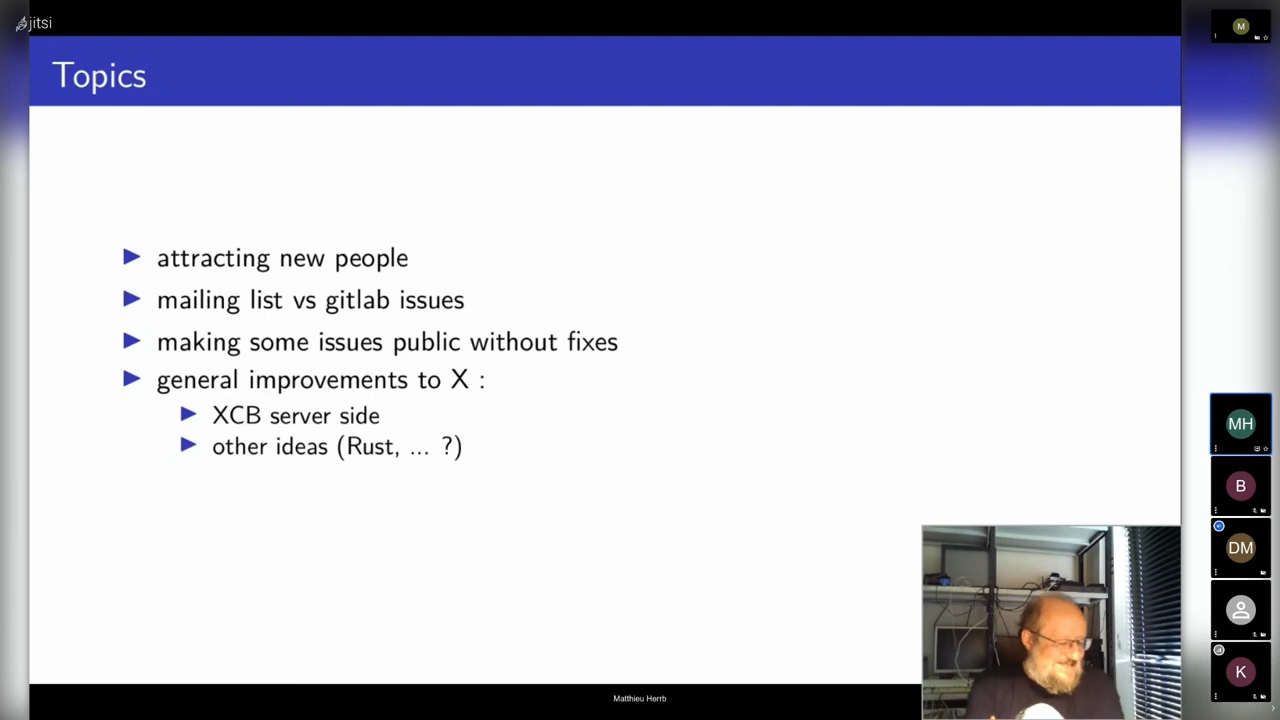 jitsi
Topics
attracting new people
mailing list vs gitlab issues
making some issues public without fixes
general improvements to X :
XCB server side
other ideas (Rust, ... ?)
M
MH
B
DM
K
Matthieu Herrb